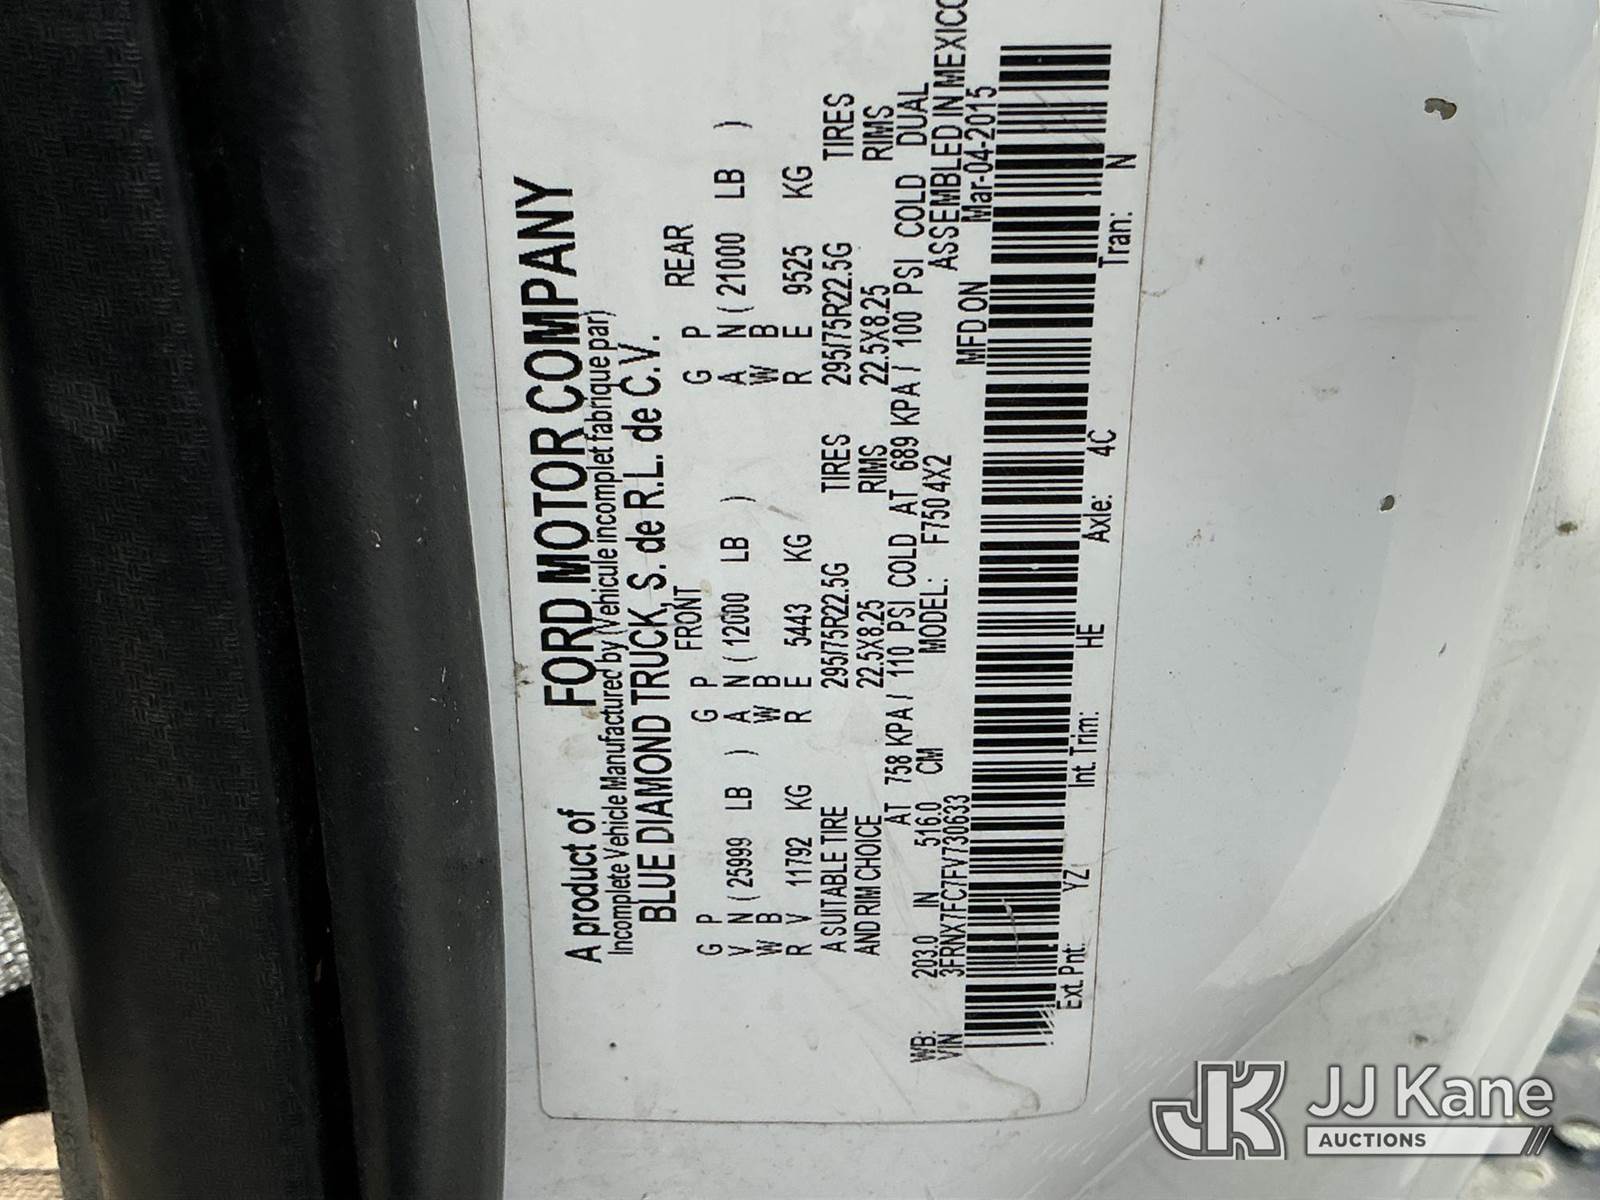 A product of FORD MOTOR COMPANY
Incomplete Vehicle Manufactured by (Vehicule incomplet fabrique par)
BLUE DIAMOND TRUCK, S. de R.L. de C.V.
FRONT REAR
G P G P G P
V N ( 25999 LB ) A N ( 12000 LB ) A N ( 21000 LB )
W B W B W B
R V 11792 KG R E 5443 KG R E 9525 KG
A SUITABLE TIRE 295/75R22.5G TIRES 295/75R22.5G TIRES
AND RIM CHOICE 22.5X8.25 RIMS 22.5X8.25 RIMS
AT 758 KPA / 110 PSI COLD AT 689 KPA / 100 PSI COLD DUAL
WB: 203.0 IN 516.0 CM MODEL: F750 4X2 ASSEMBLED IN MEXICO
VIN 3FRNX7FC7FV730633 MFD ON Mar-04-2015
Ext. Pnt: YZ Int. Trim: HE Axle: 4C Tran: N
JJ Kane
AUCTIONS